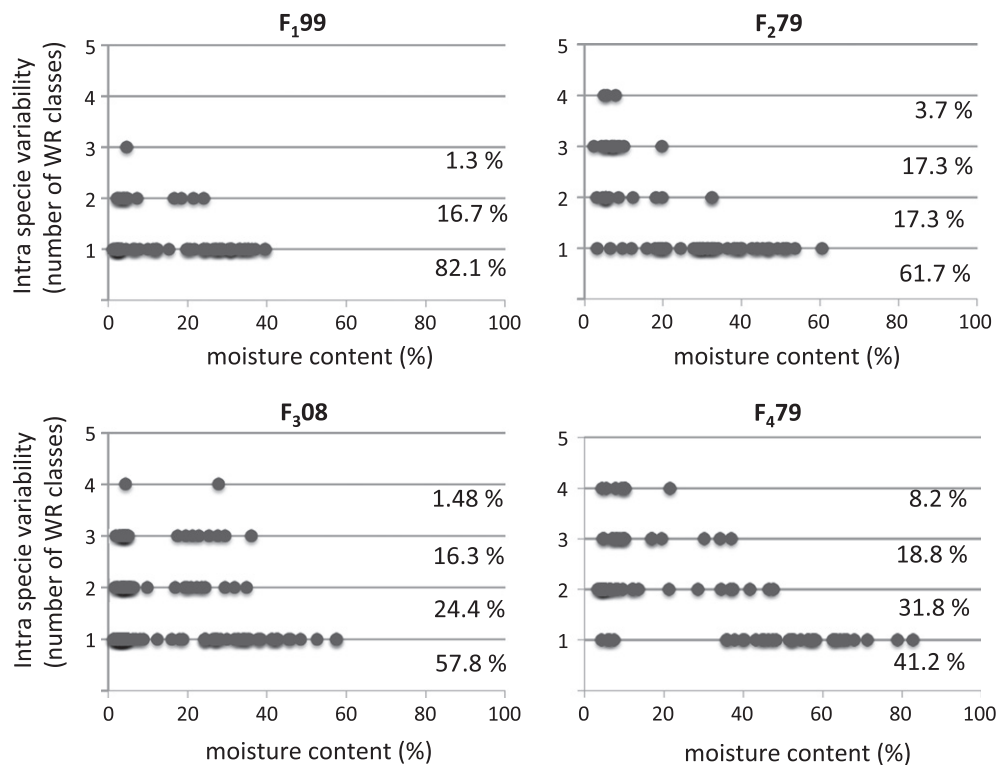 F₁99
Intra specie variability
(number of WR classes)
5
4
3
2
1
1.3 %
16.7 %
82.1 %
0 20 40 60 80 100
moisture content (%)
F₂79
5
4
3
2
1
3.7 %
17.3 %
17.3 %
61.7 %
0 20 40 60 80 100
moisture content (%)
F₃08
Intra specie variability
(number of WR classes)
5
4
3
2
1
1.48 %
16.3 %
24.4 %
57.8 %
0 20 40 60 80 100
moisture content (%)
F₄79
5
4
3
2
1
8.2 %
18.8 %
31.8 %
41.2 %
0 20 40 60 80 100
moisture content (%)